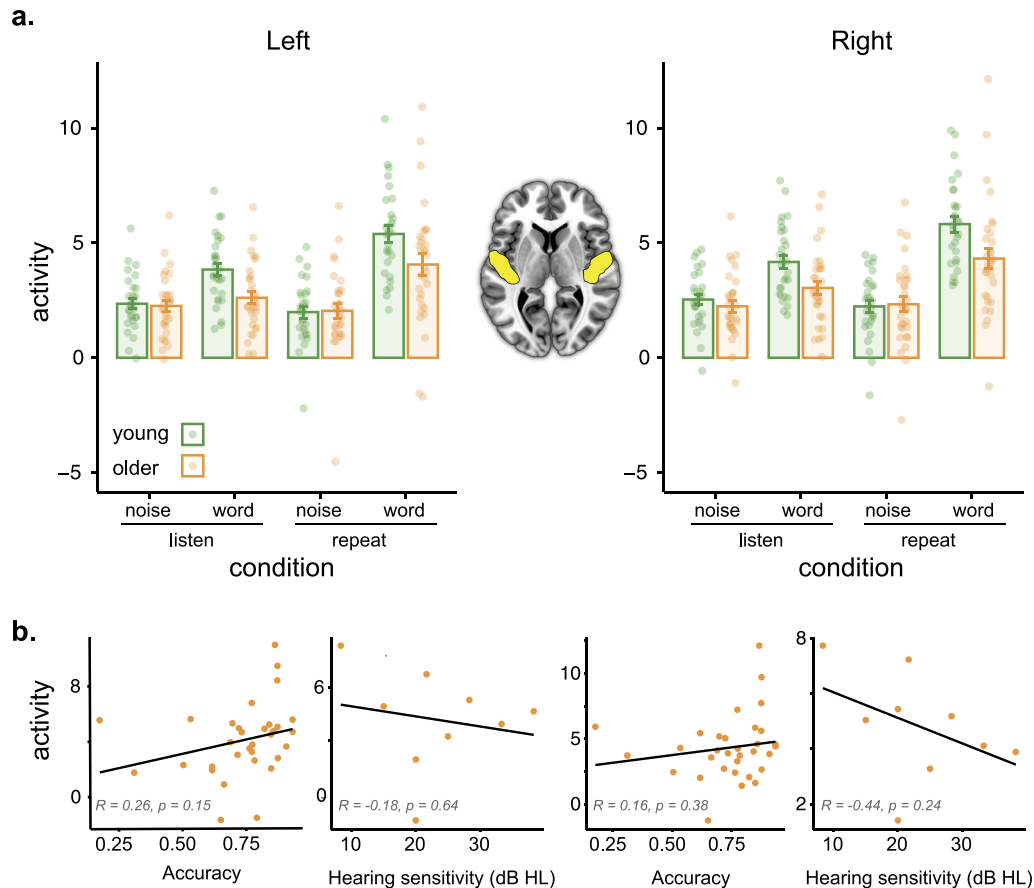 a.
Left
Right
activity
10
5
0
−5
young
older
noise word noise word
listen repeat
condition
10
5
0
−5
noise word noise word
listen repeat
condition
b.
activity
8
0
R = 0.26, p = 0.15
0.25 0.50 0.75
Accuracy
6
0
R = -0.18, p = 0.64
10 20 30
Hearing sensitivity (dB HL)
10
5
0
R = 0.16, p = 0.38
0.25 0.50 0.75
Accuracy
8
2
R = -0.44, p = 0.24
10 20 30
Hearing sensitivity (dB HL)